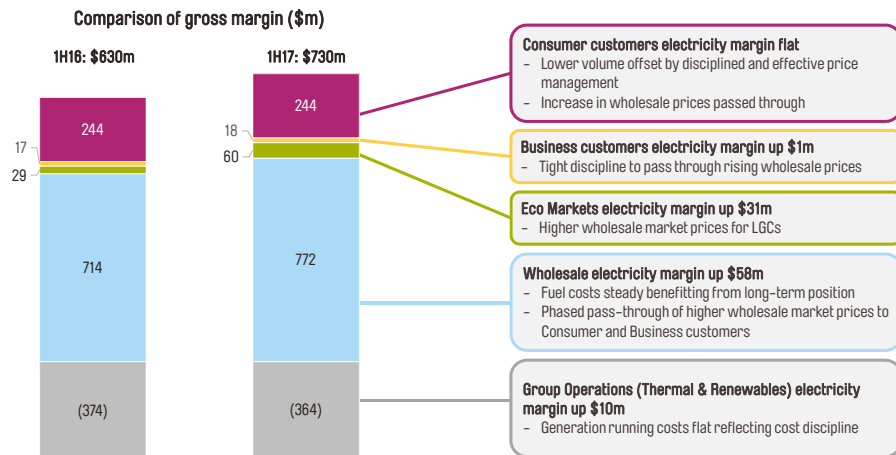 Comparison of gross margin ($m)
1H16: $630m
1H17: $730m
244
17
29
714
(374)
244
18
60
772
(364)
Consumer customers electricity margin flat
- Lower volume offset by disciplined and effective price
management
- Increase in wholesale prices passed through
Business customers electricity margin up $1m
- Tight discipline to pass through rising wholesale prices
Eco Markets electricity margin up $31m
- Higher wholesale market prices for LGCs
Wholesale electricity margin up $58m
- Fuel costs steady benefitting from long-term position
- Phased pass-through of higher wholesale market prices to
Consumer and Business customers
Group Operations (Thermal & Renewables) electricity
margin up $10m
- Generation running costs flat reflecting cost discipline